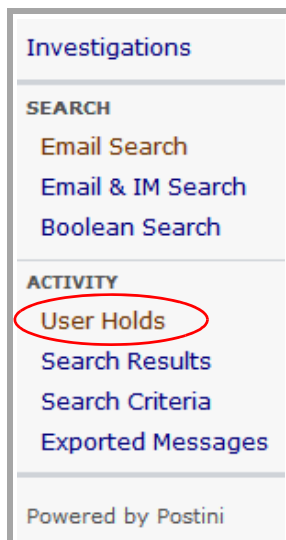 Investigations
SEARCH
Email Search
Email & IM Search
Boolean Search
ACTIVITY
User Holds
Search Results
Search Criteria
Exported Messages
Powered by Postini